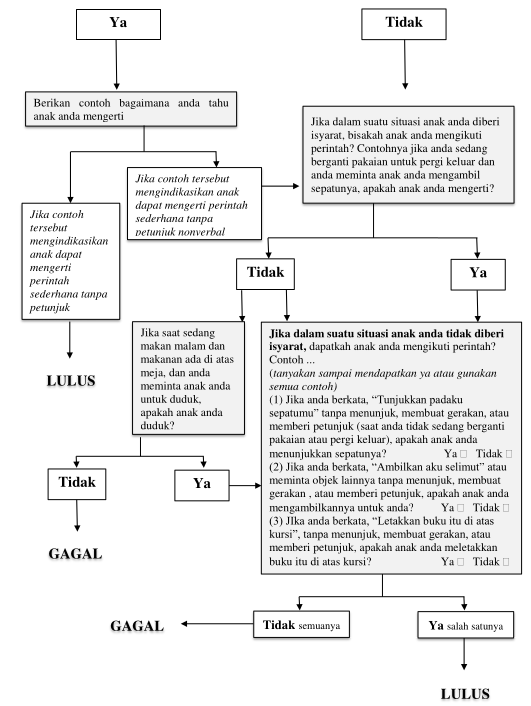 Ya
Tidak
Berikan contoh bagaimana anda tahu
anak anda mengerti
Jika dalam suatu situasi anak anda diberi
isyarat, bisakah anak anda mengikuti
perintah? Contohnya jika anda sedang
berganti pakaian untuk pergi keluar dan
anda meminta anak anda mengambil
sepatunya, apakah anak anda mengerti?
Jika contoh tersebut
mengindikasikan anak
dapat mengerti perintah
sederhana tanpa
petunjuk nonverbal
Jika contoh
tersebut
mengindikasikan
anak dapat
mengerti
perintah
sederhana tanpa
petunjuk
LULUS
Tidak
Ya
Jika saat sedang
makan malam dan
makanan ada di atas
meja, dan anda
meminta anak anda
untuk duduk,
apakah anak anda
duduk?
Jika dalam suatu situasi anak anda tidak diberi
isyarat, dapatkah anak anda mengikuti perintah?
Contoh ...
(tanyakan sampai mendapatkan ya atau gunakan
semua contoh)
(1) Jika anda berkata, “Tunjukkan padaku
sepatumu” tanpa menunjuk, membuat gerakan, atau
memberi petunjuk (saat anda tidak sedang berganti
pakaian atau pergi keluar), apakah anak anda
menunjukkan sepatunya? Ya □ Tidak □
(2) Jika anda berkata, “Ambilkan aku selimut” atau
meminta objek lainnya tanpa menunjuk, membuat
gerakan , atau memberi petunjuk, apakah anak anda
mengambilkannya untuk anda? Ya □ Tidak □
(3) JIka anda berkata, “Letakkan buku itu di atas
kursi”, tanpa menunjuk, membuat gerakan, atau
memberi petunjuk, apakah anak anda meletakkan
buku itu di atas kursi? Ya □ Tidak □
Tidak
Ya
GAGAL
GAGAL
Tidak semuanya
Ya salah satunya
LULUS